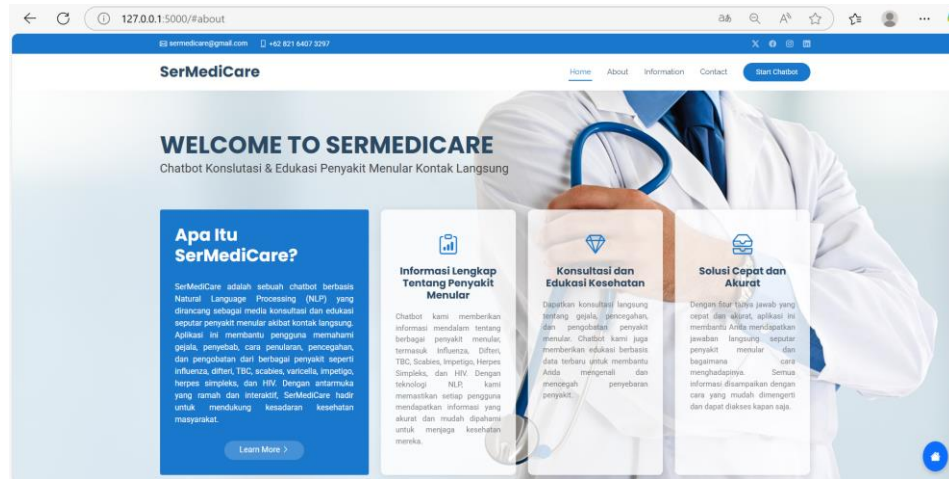 127.0.0.1:5000/#about
sermedicare@gmail.com +62 821 6407 3297
SerMediCare
Home About Information Contact Start Chatbot
WELCOME TO SERMEDICARE
Chatbot Konslutasi & Edukasi Penyakit Menular Kontak Langsung
Apa Itu
SerMediCare?
SerMediCare adalah sebuah chatbot berbasis
Natural Language Processing (NLP) yang
dirancang sebagai media konsultasi dan edukasi
seputar penyakit menular akibat kontak langsung.
Aplikasi ini membantu pengguna memahami
gejala, penyebab, cara penularan, pencegahan,
dan pengobatan dari berbagai penyakit seperti
influenza, difteri, TBC, scabies, varicella, impetigo,
herpes simpleks, dan HIV. Dengan antarmuka
yang ramah dan interaktif, SerMediCare hadir
untuk mendukung kesadaran kesehatan
masyarakat.
Learn More >
Informasi Lengkap
Tentang Penyakit
Menular
Chatbot kami memberikan
informasi mendalam tentang
berbagai penyakit menular,
termasuk Influenza, Difteri,
TBC, Scabies, Impetigo, Herpes
Simpleks, dan HIV. Dengan
teknologi NLP, kami
memastikan setiap pengguna
mendapatkan informasi yang
akurat dan mudah dipahami
untuk menjaga kesehatan
mereka.
Konsultasi dan
Edukasi Kesehatan
Dapatkan konsultasi langsung
tentang gejala, pencegahan,
dan pengobatan penyakit
menular. Chatbot kami juga
memberikan edukasi berbasis
data terbaru untuk membantu
Anda mengenali dan
mencegah penyebaran
penyakit.
Solusi Cepat dan
Akurat
Dengan fitur tanya jawab yang
cepat dan akurat, aplikasi ini
membantu Anda mendapatkan
jawaban langsung seputar
penyakit menular dan
bagaimana cara
menghadapinya. Semua
informasi disampaikan dengan
cara yang mudah dimengerti
dan dapat diakses kapan saja.